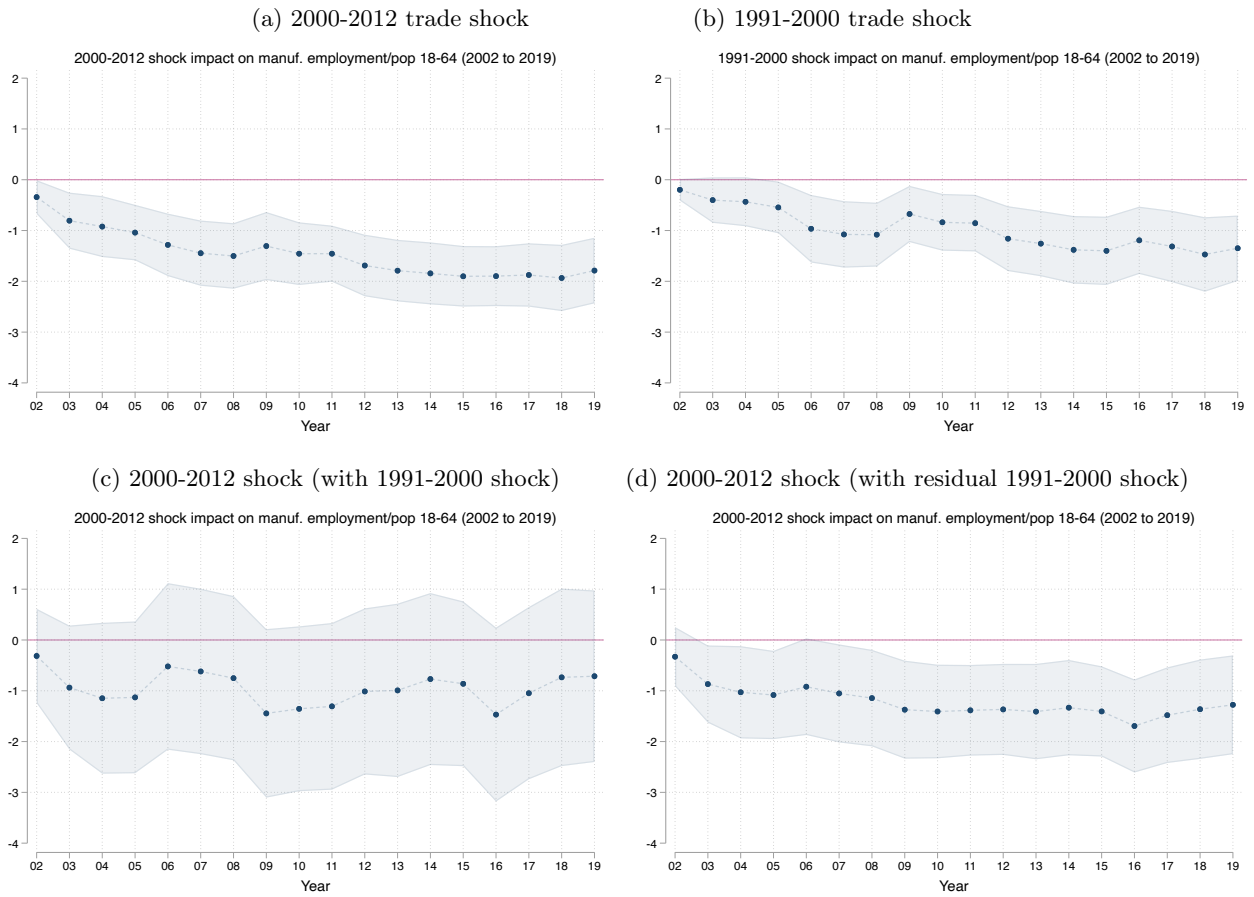 (a) 2000-2012 trade shock
2000-2012 shock impact on manuf. employment/pop 18-64 (2002 to 2019)
2
1
0
-1
-2
-3
-4
02 03 04 05 06 07 08 09 10 11 12 13 14 15 16 17 18 19
Year
(b) 1991-2000 trade shock
1991-2000 shock impact on manuf. employment/pop 18-64 (2002 to 2019)
2
1
0
-1
-2
-3
-4
02 03 04 05 06 07 08 09 10 11 12 13 14 15 16 17 18 19
Year
(c) 2000-2012 shock (with 1991-2000 shock)
2000-2012 shock impact on manuf. employment/pop 18-64 (2002 to 2019)
2
1
0
-1
-2
-3
-4
02 03 04 05 06 07 08 09 10 11 12 13 14 15 16 17 18 19
Year
(d) 2000-2012 shock (with residual 1991-2000 shock)
2000-2012 shock impact on manuf. employment/pop 18-64 (2002 to 2019)
2
1
0
-1
-2
-3
-4
02 03 04 05 06 07 08 09 10 11 12 13 14 15 16 17 18 19
Year